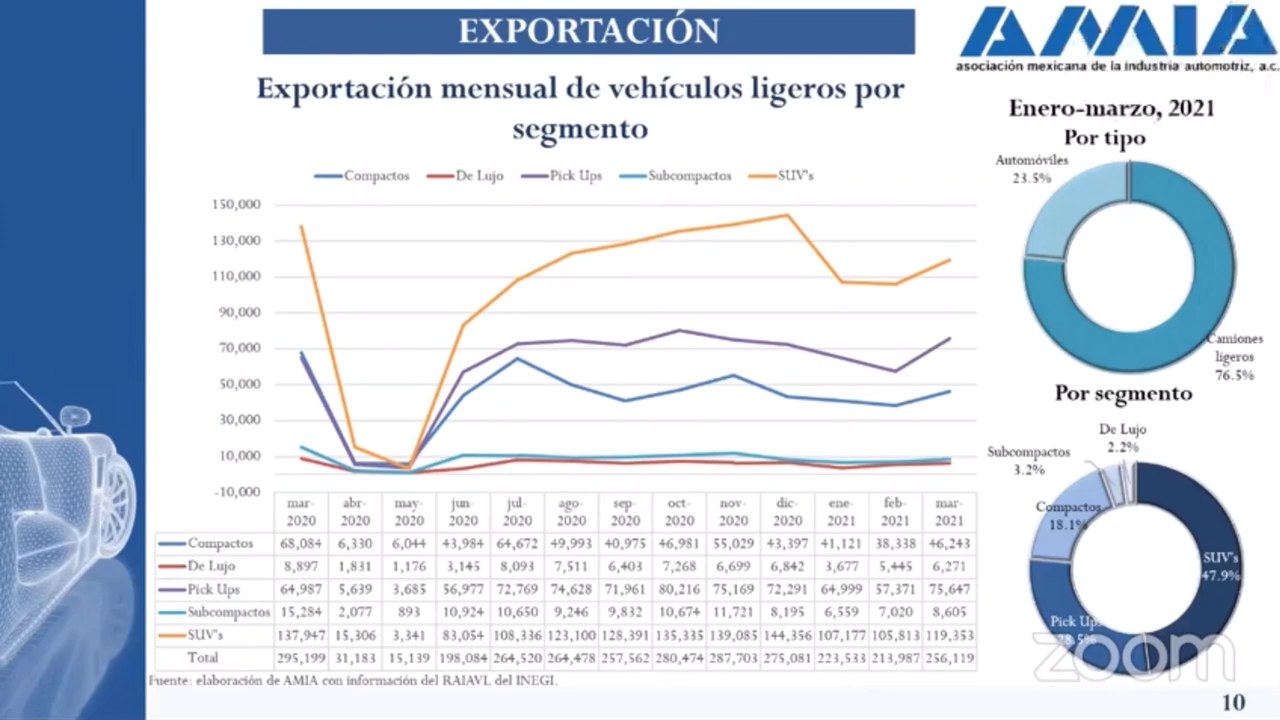 EXPORTACIÓN
AMIA
asociación mexicana de la industria automotriz, a.c.
Exportación mensual de vehículos ligeros por
segmento
Compactos De Lujo Pick Ups Subcompactos SUV's
150,000
130,000
110,000
90,000
70,000
50,000
30,000
10,000
-10,000
mar- abr- may- jun- jul- ago- sep- oct- nov- dic- ene- feb- mar-
2020 2020 2020 2020 2020 2020 2020 2020 2020 2020 2021 2021 2021
Compactos 68,084 6,330 6,044 43,984 64,672 49,993 40,975 46,981 55,029 43,397 41,121 38,338 46,243
De Lujo 8,897 1,831 1,176 3,145 8,093 7,511 6,403 7,268 6,699 6,842 3,677 5,445 6,271
Pick Ups 64,987 5,639 3,685 56,977 72,769 74,628 71,961 80,216 75,169 72,291 64,999 57,371 75,647
Subcompactos 15,284 2,077 893 10,924 10,650 9,246 9,832 10,674 11,721 8,195 6,559 7,020 8,605
SUV's 137,947 15,306 3,341 83,054 108,336 123,100 128,391 135,335 139,085 144,356 107,177 105,813 119,353
Total 295,199 31,183 15,139 198,084 264,520 264,478 257,562 280,474 287,703 275,081 223,533 213,987 256,119
Fuente: elaboración de AMIA con información del RAIAVL del INEGI.
Enero-marzo, 2021
Por tipo
Automóviles
23.5%
Camiones
ligeros
76.5%
Por segmento
De Lujo
2.2%
Subcompactos
3.2%
Compactos
18.1%
SUV's
47.9%
Pick Ups
28.5%
zoom
10